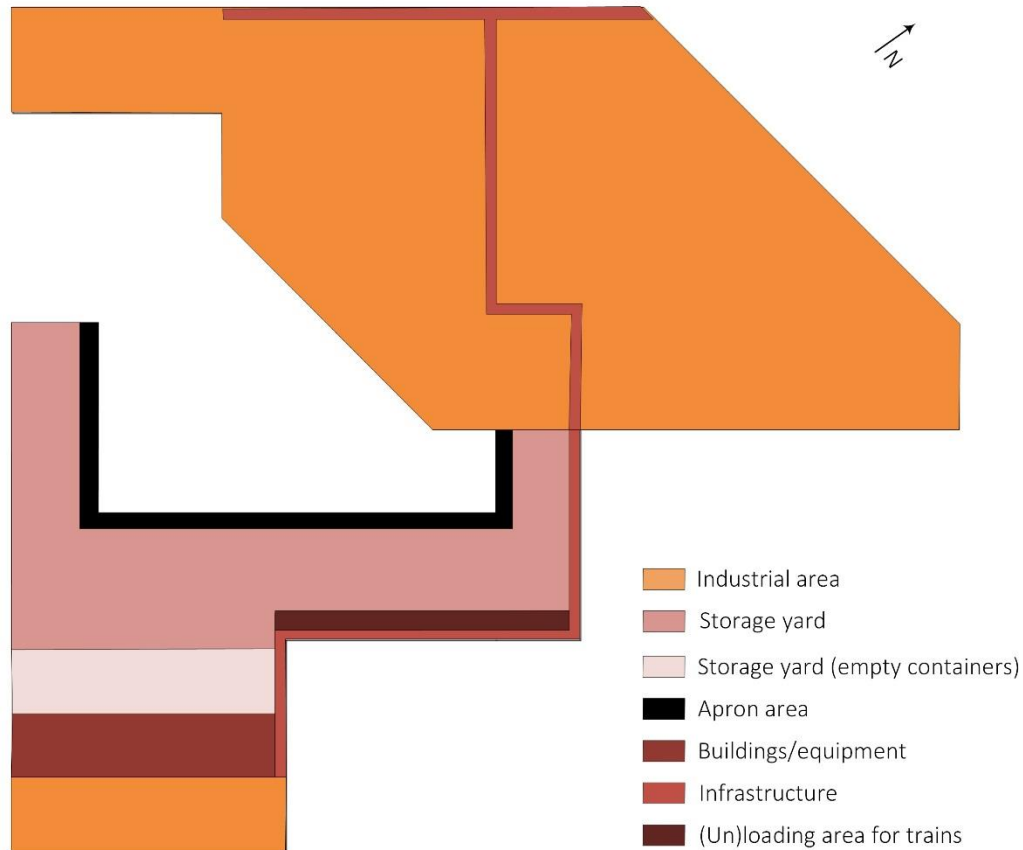 N
Industrial area
Storage yard
Storage yard (empty containers)
Apron area
Buildings/equipment
Infrastructure
(Un)loading area for trains